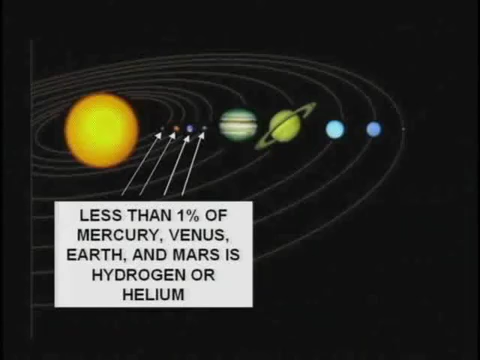 LESS THAN 1% OF
MERCURY, VENUS,
EARTH, AND MARS IS
HYDROGEN OR
HELIUM